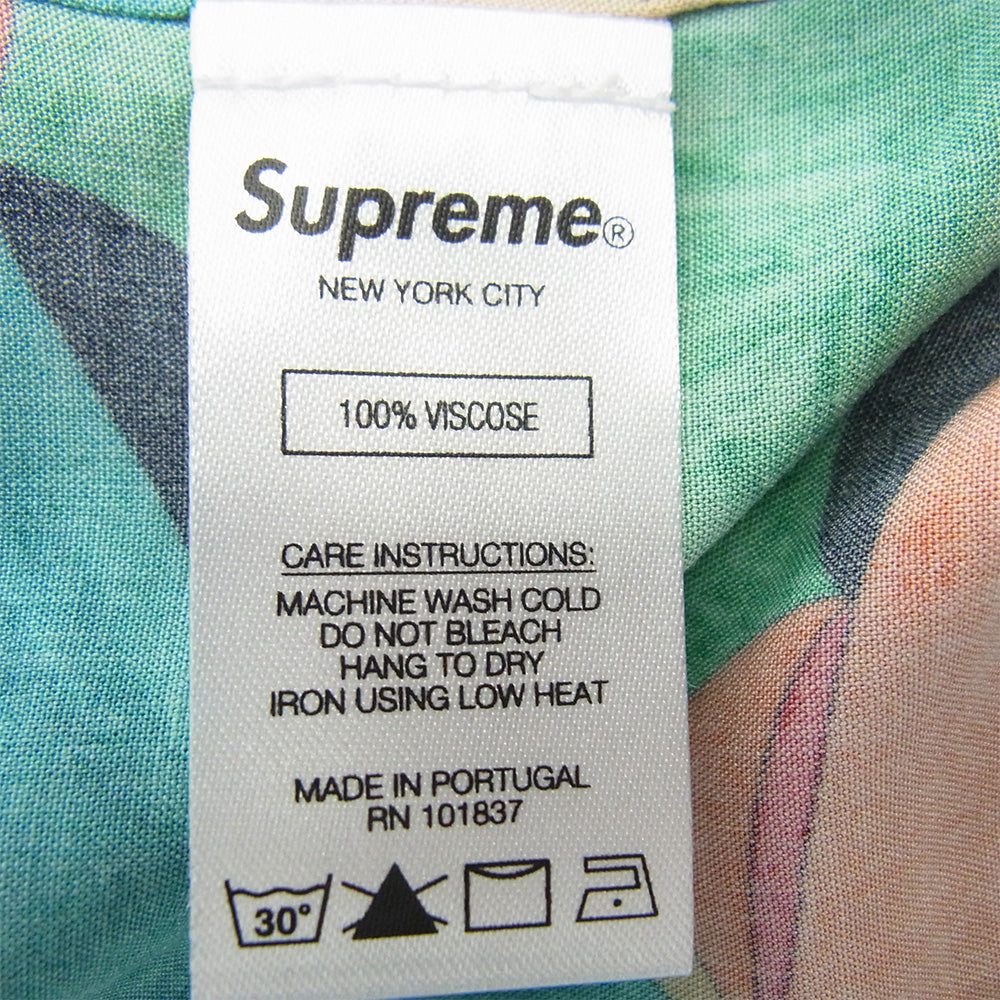 Supreme®
NEW YORK CITY
100% VISCOSE
CARE INSTRUCTIONS:
MACHINE WASH COLD
DO NOT BLEACH
HANG TO DRY
IRON USING LOW HEAT
MADE IN PORTUGAL
RN 101837
30°